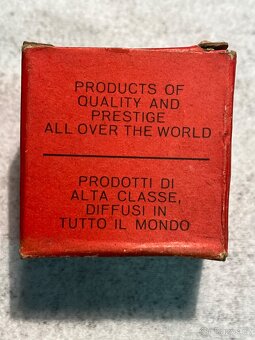 PRODUCTS OF
QUALITY AND
PRESTIGE
ALL OVER THE WORLD
PRODOTTI DI
ALTA CLASSE,
DIFFUSI IN
TUTTO IL MONDO